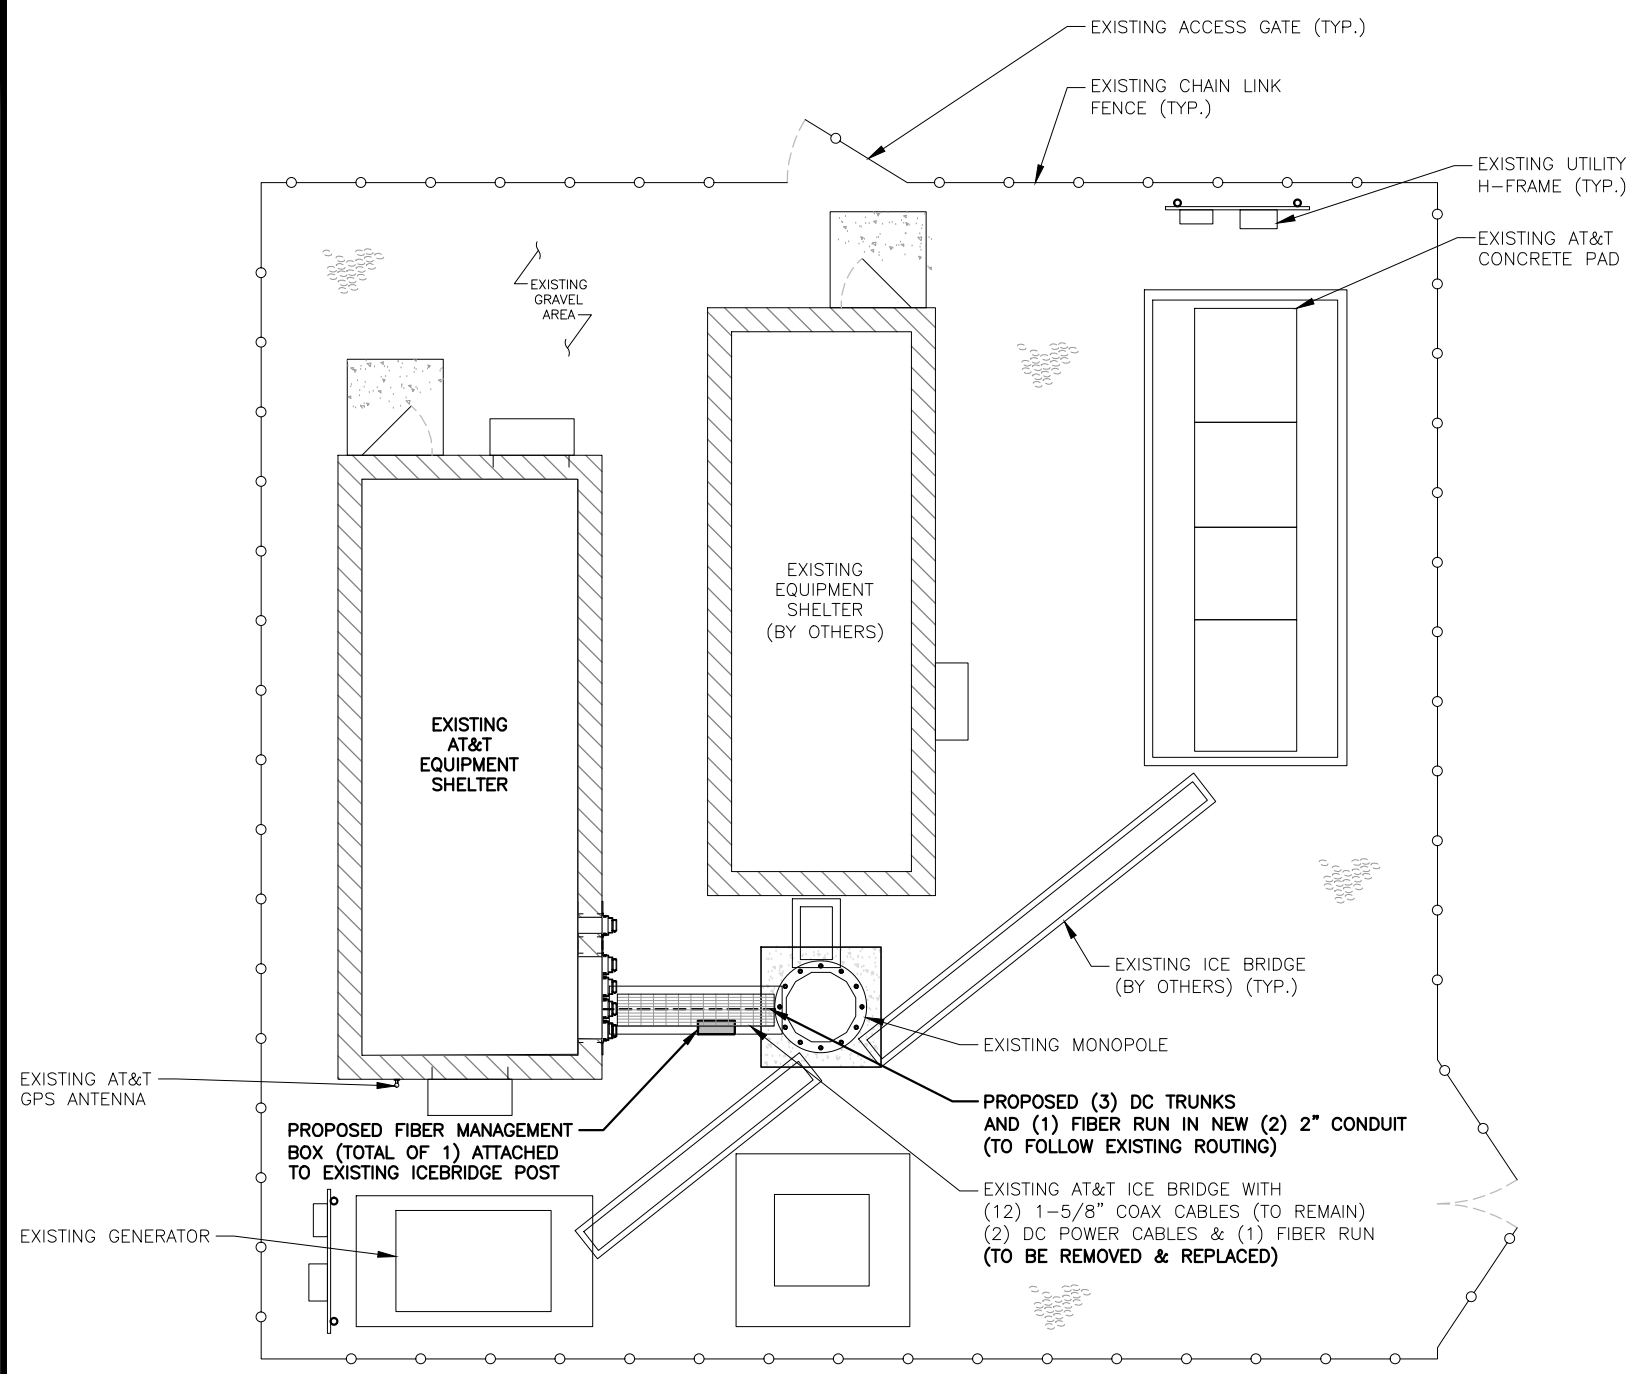 EXISTING ACCESS GATE (TYP.)
EXISTING CHAIN LINK
FENCE (TYP.)
EXISTING UTILITY
H-FRAME (TYP.)
EXISTING AT&T
CONCRETE PAD
EXISTING
GRAVEL
AREA
EXISTING
EQUIPMENT
SHELTER
(BY OTHERS)
EXISTING
AT&T
EQUIPMENT
SHELTER
EXISTING ICE BRIDGE
(BY OTHERS) (TYP.)
EXISTING MONOPOLE
EXISTING AT&T
GPS ANTENNA
PROPOSED (3) DC TRUNKS
AND (1) FIBER RUN IN NEW (2) 2" CONDUIT
(TO FOLLOW EXISTING ROUTING)
PROPOSED FIBER MANAGEMENT
BOX (TOTAL OF 1) ATTACHED
TO EXISTING ICEBRIDGE POST
EXISTING AT&T ICE BRIDGE WITH
(12) 1-5/8" COAX CABLES (TO REMAIN)
(2) DC POWER CABLES & (1) FIBER RUN
(TO BE REMOVED & REPLACED)
EXISTING GENERATOR